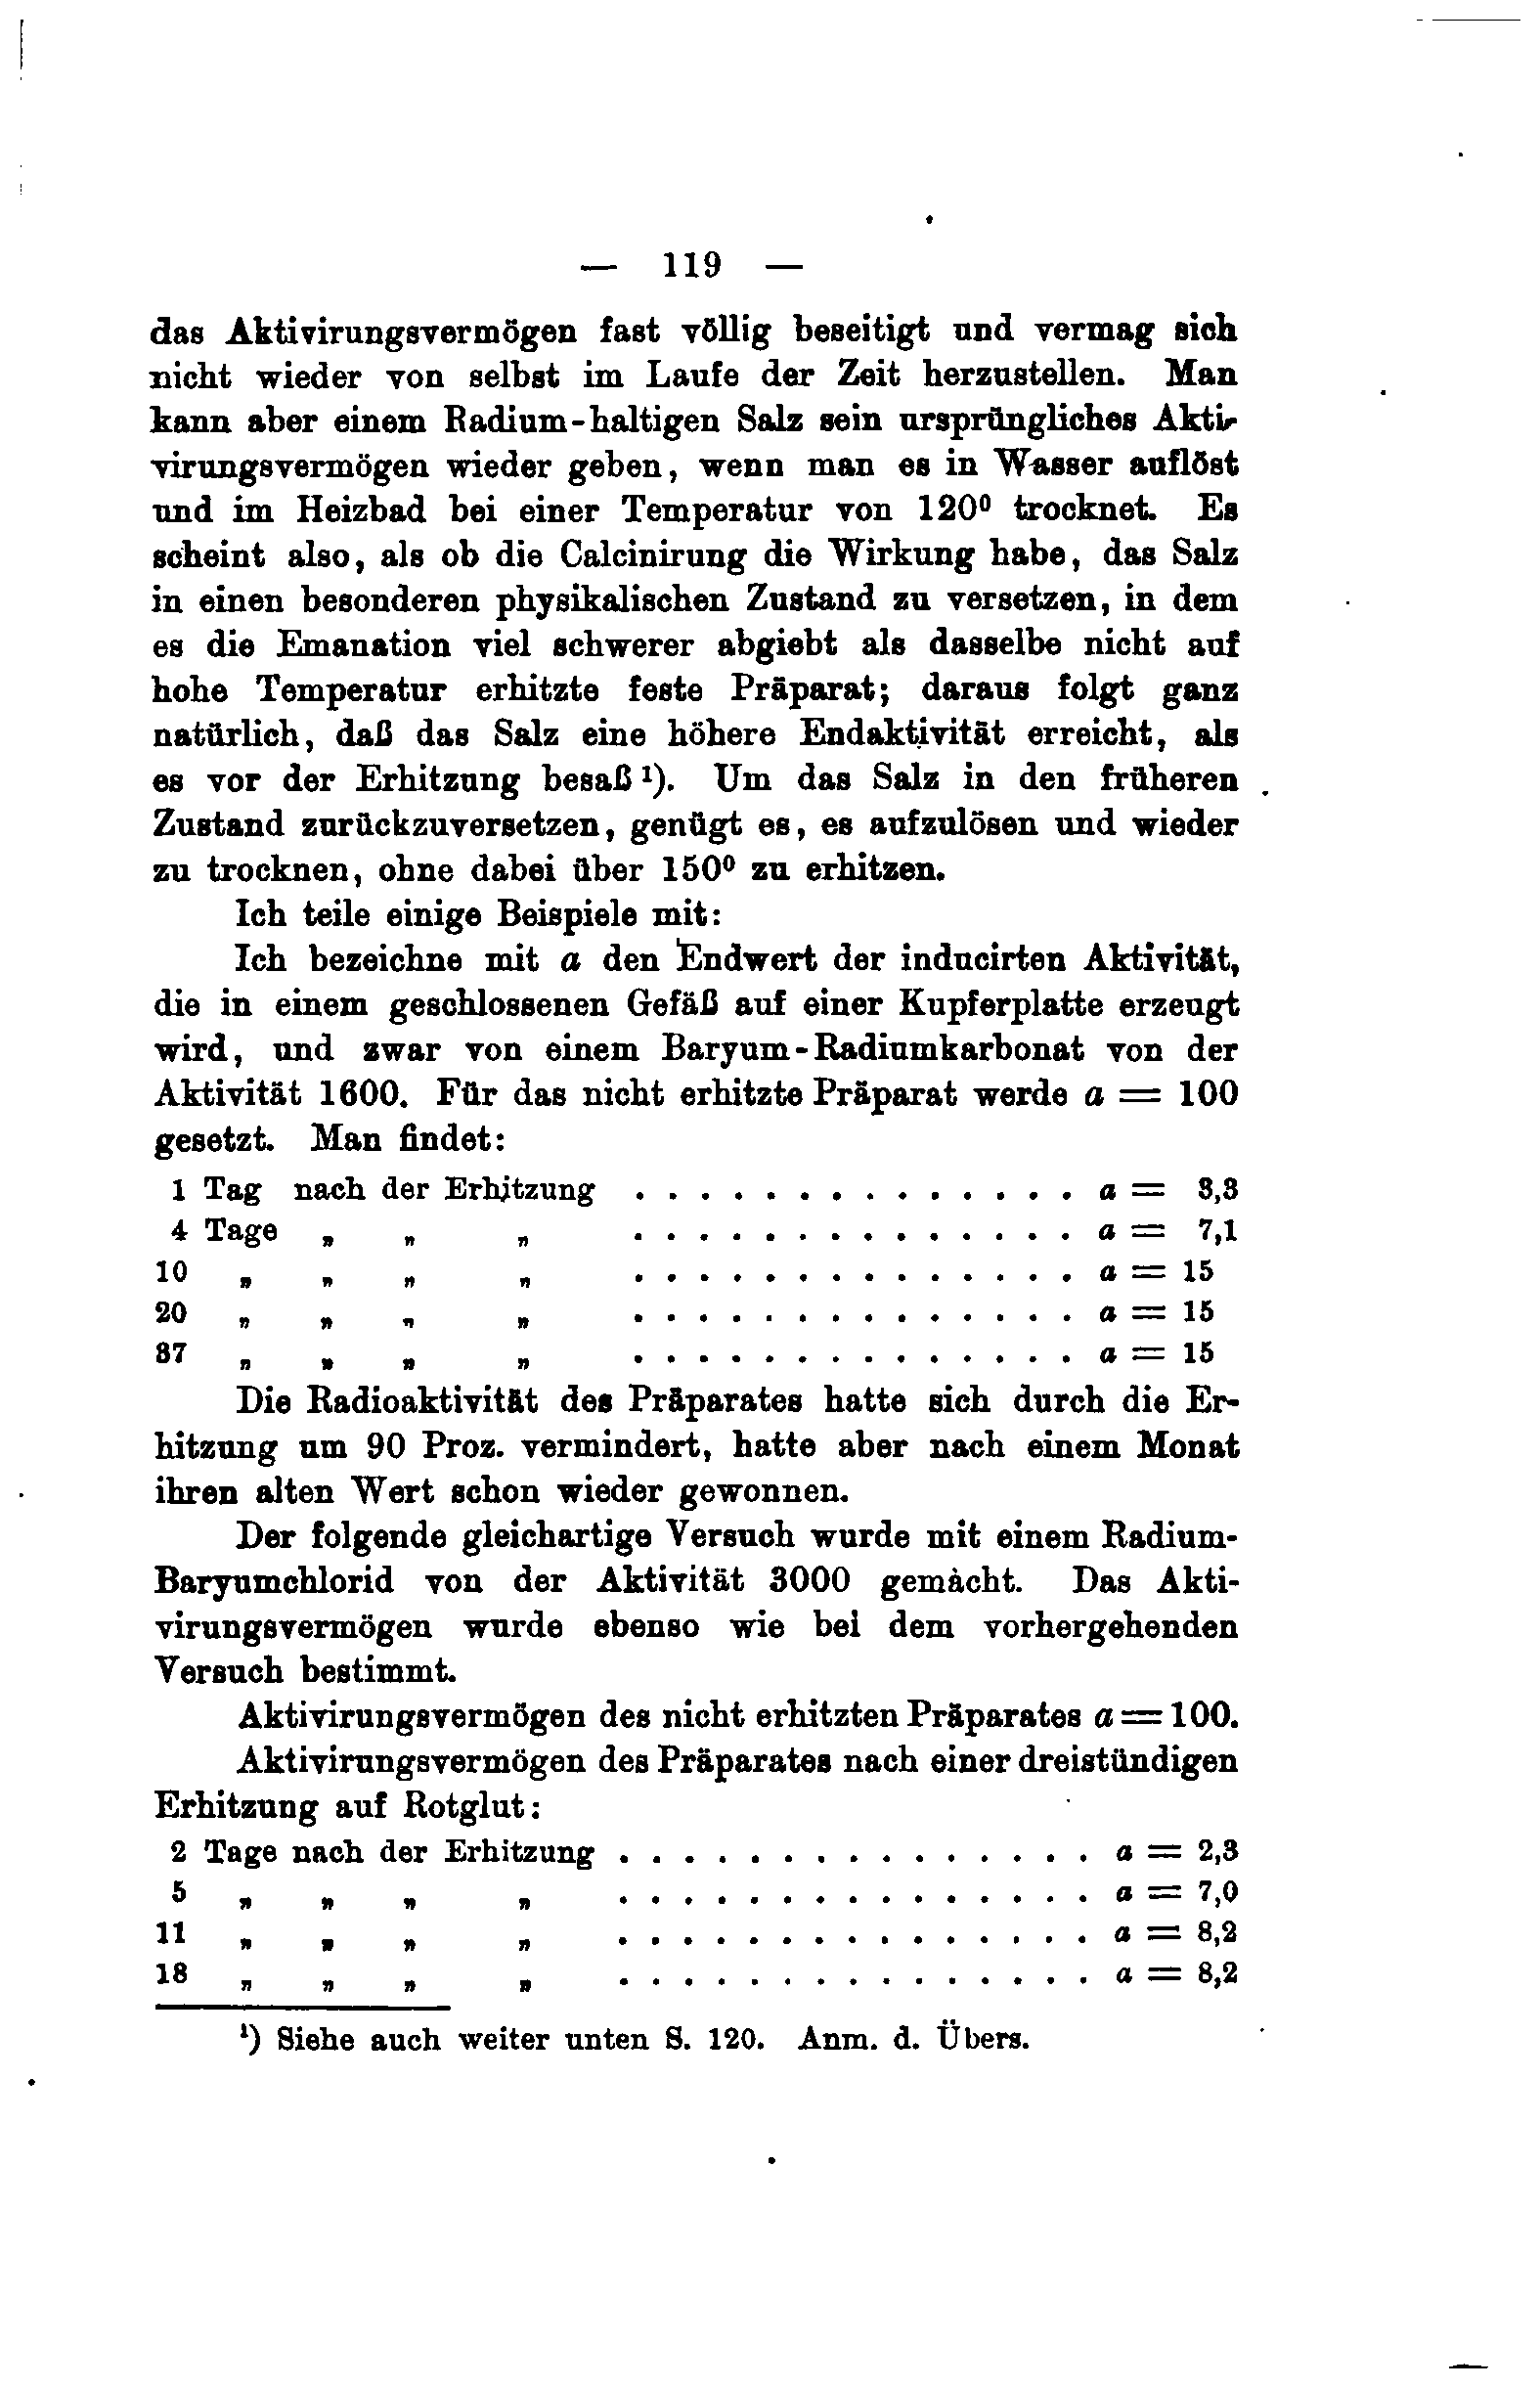 — 119 —
das Aktivirungsvermögen fast völlig beseitigt und vermag sich
nicht wieder von selbst im Laufe der Zeit herzustellen. Man
kann aber einem Radium-haltigen Salz sein ursprüngliches Akti-
virungsvermögen wieder geben, wenn man es in Wasser auflöst
und im Heizbad bei einer Temperatur von 120⁰ trocknet. Es
scheint also, als ob die Calcinirung die Wirkung habe, das Salz
in einen besonderen physikalischen Zustand zu versetzen, in dem
es die Emanation viel schwerer abgiebt als dasselbe nicht auf
hohe Temperatur erhitzte feste Präparat; daraus folgt ganz
natürlich, daß das Salz eine höhere Endaktivität erreicht, als
es vor der Erhitzung besaß ¹). Um das Salz in den früheren
Zustand zurückzuversetzen, genügt es, es aufzulösen und wieder
zu trocknen, ohne dabei über 150⁰ zu erhitzen.
Ich teile einige Beispiele mit:
Ich bezeichne mit a den Endwert der inducirten Aktivität,
die in einem geschlossenen Gefäß auf einer Kupferplatte erzeugt
wird, und zwar von einem Baryum-Radiumkarbonat von der
Aktivität 1600. Für das nicht erhitzte Präparat werde a = 100
gesetzt. Man findet:
1 Tag nach der Erhitzung . . . . . . . . . . . . . . a = 3,3
4 Tage „ „ „ . . . . . . . . . . . . . . a = 7,1
10 „ „ „ „ . . . . . . . . . . . . . . a = 15
20 „ „ „ „ . . . . . . . . . . . . . . a = 15
37 „ „ „ „ . . . . . . . . . . . . . . a = 15
Die Radioaktivität des Präparates hatte sich durch die Er-
hitzung um 90 Proz. vermindert, hatte aber nach einem Monat
ihren alten Wert schon wieder gewonnen.
Der folgende gleichartige Versuch wurde mit einem Radium-
Baryumchlorid von der Aktivität 3000 gemacht. Das Akti-
virungsvermögen wurde ebenso wie bei dem vorhergehenden
Versuch bestimmt.
Aktivirungsvermögen des nicht erhitzten Präparates a = 100.
Aktivirungsvermögen des Präparates nach einer dreistündigen
Erhitzung auf Rotglut:
2 Tage nach der Erhitzung . . . . . . . . . . . . . . . a = 2,3
5 „ „ „ „ . . . . . . . . . . . . . . . a = 7,0
11 „ „ „ „ . . . . . . . . . . . . . . . a = 8,2
18 „ „ „ „ . . . . . . . . . . . . . . . a = 8,2
¹) Siehe auch weiter unten S. 120. Anm. d. Übers.